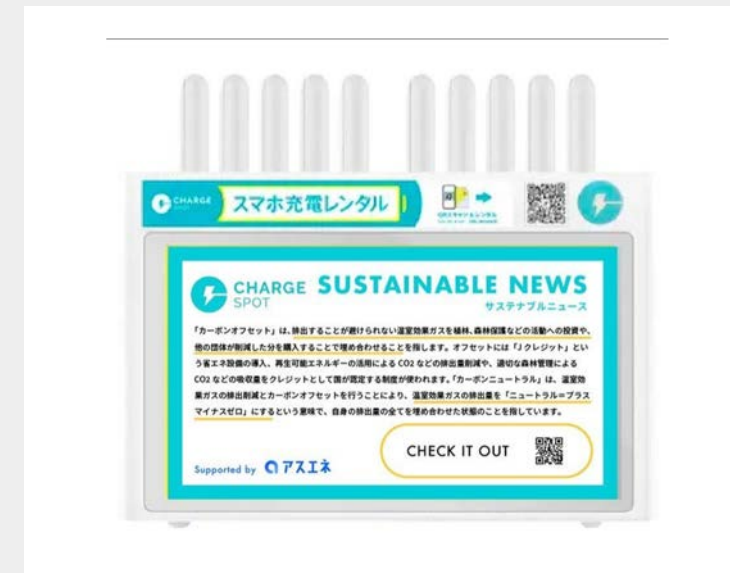 CHARGE
SPOT
スマホ充電レンタル
CHARGE SUSTAINABLE NEWS
SPOT
サステナブルニュース
「カーボンオフセット」は、排出することが避けられない温室効果ガスを植林、森林保護などの活動への投資や、
他の団体が削減した分を購入することで埋め合わせることを指します。オフセットには「Jクレジット」とい
う省エネ設備の導入、再生可能エネルギーの活用による CO2 などの排出量削減や、適切な森林管理による
CO2 などの吸収量をクレジットとして国が認定する制度が使われます。「カーボンニュートラル」は、温室効
果ガスの排出削減とカーボンオフセットを行うことにより、温室効果ガスの排出量を「ニュートラル=プラス
マイナスゼロ」にするという意味で、自身の排出量の全てを埋め合わせた状態のことを指しています。
CHECK IT OUT
Supported by アスエネ